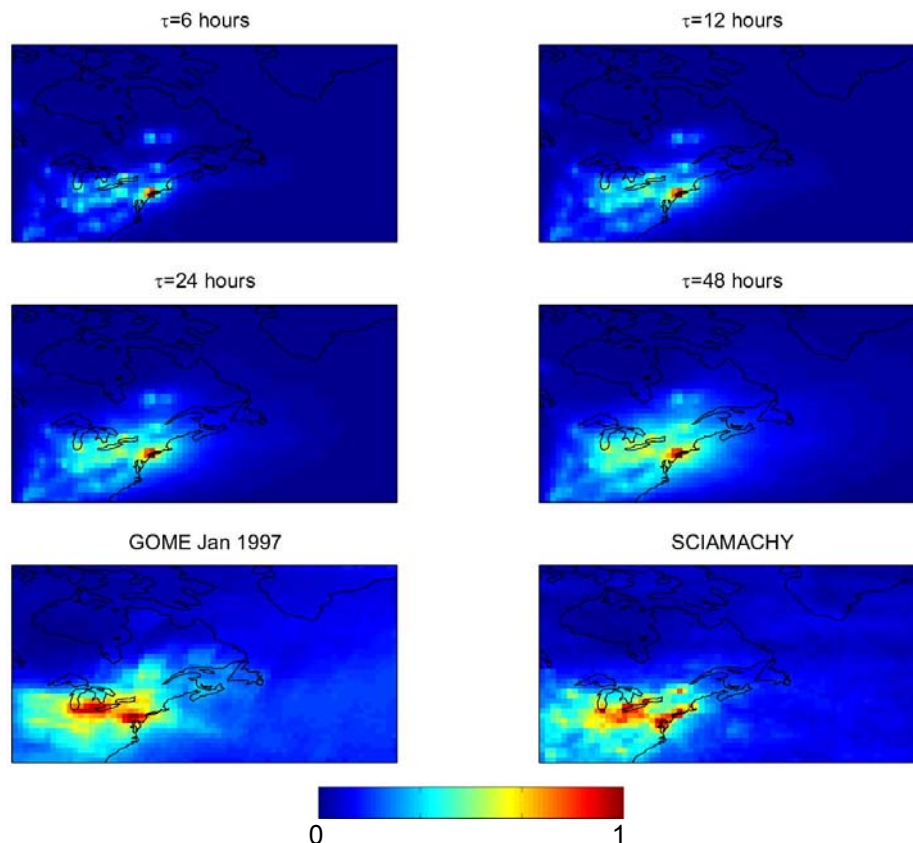 τ=6 hours
τ=12 hours
τ=24 hours
τ=48 hours
GOME Jan 1997
SCIAMACHY
0
1